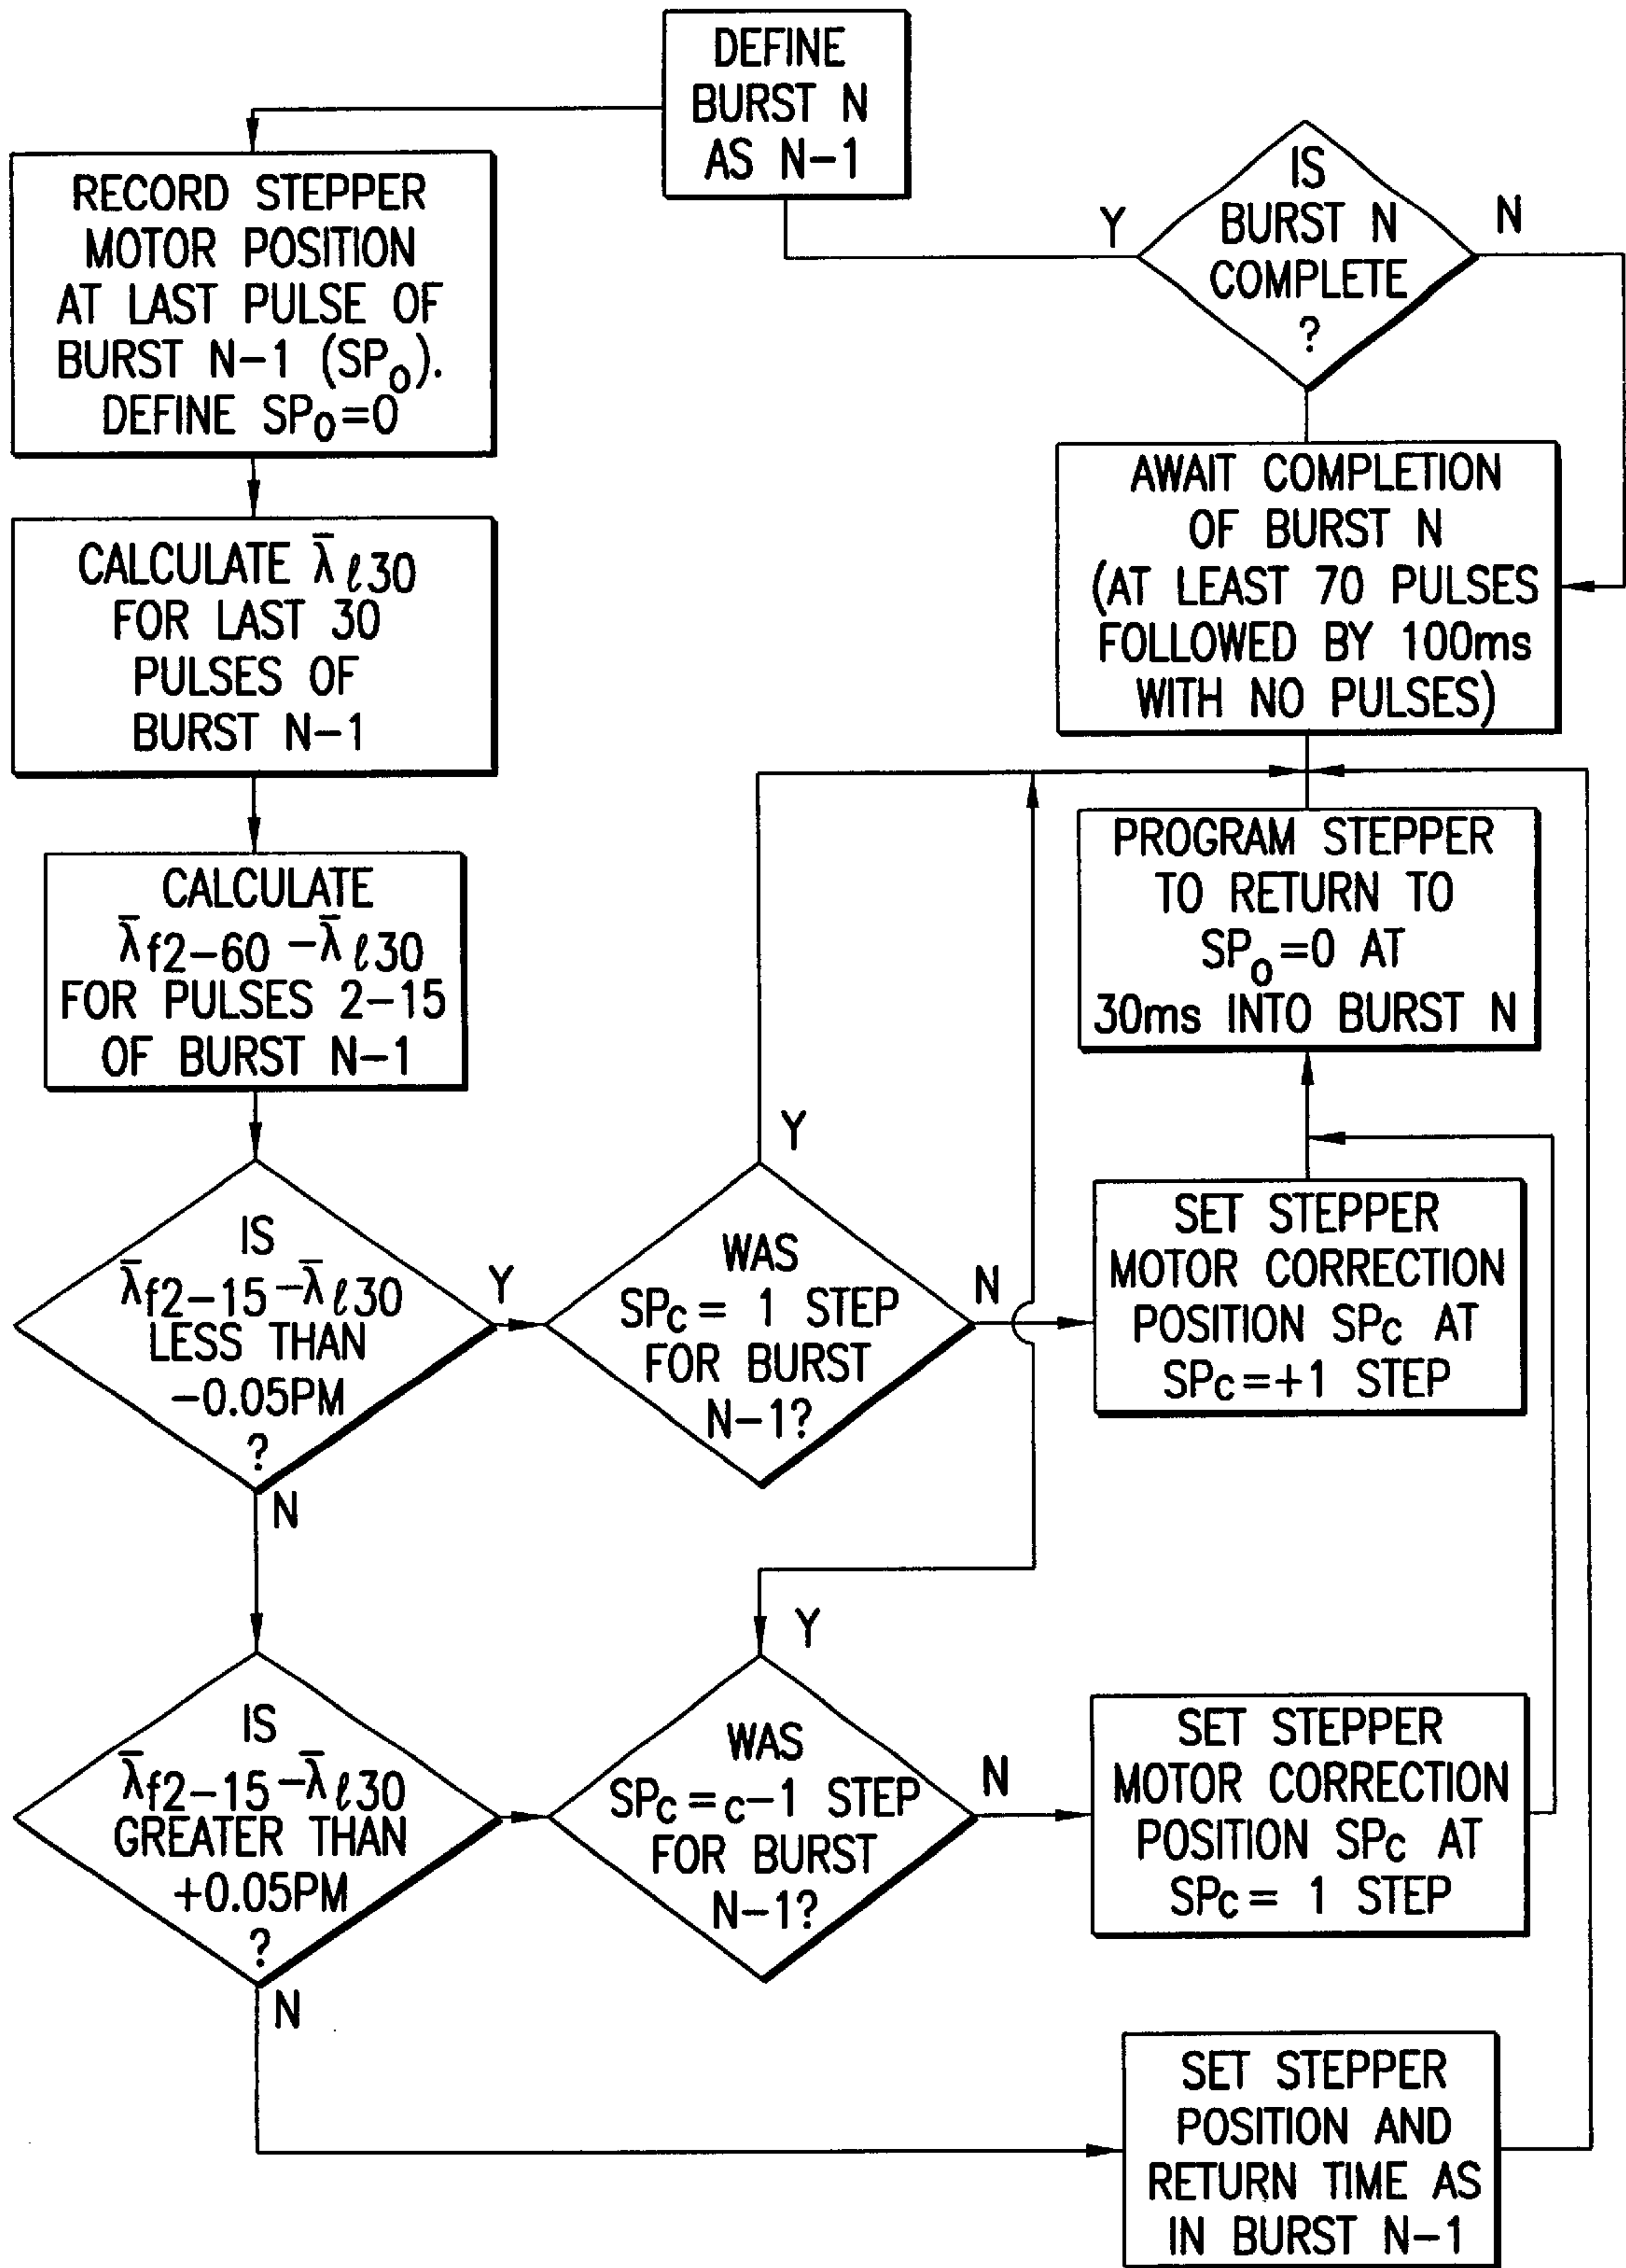 DEFINE
BURST N
AS N-1
RECORD STEPPER
MOTOR POSITION
AT LAST PULSE OF
BURST N-1 (SP₀).
DEFINE SP₀=0
CALCULATE λ̄ ℓ30
FOR LAST 30
PULSES OF
BURST N-1
CALCULATE
λ̄f2-60 -λ̄ℓ30
FOR PULSES 2-15
OF BURST N-1
IS
λ̄f2-15-λ̄ℓ30
LESS THAN
-0.05PM
?
Y
N
IS
λ̄f2-15-λ̄ℓ30
GREATER THAN
+0.05PM
?
N
WAS
SPc= 1 STEP
FOR BURST
N-1?
Y
N
WAS
SPc=c-1 STEP
FOR BURST
N-1?
Y
N
IS
BURST N
COMPLETE
?
Y
N
AWAIT COMPLETION
OF BURST N
(AT LEAST 70 PULSES
FOLLOWED BY 100ms
WITH NO PULSES)
PROGRAM STEPPER
TO RETURN TO
SP₀=0 AT
30ms INTO BURST N
SET STEPPER
MOTOR CORRECTION
POSITION SPc AT
SPc=+1 STEP
SET STEPPER
MOTOR CORRECTION
POSITION SPc AT
SPc= 1 STEP
SET STEPPER
POSITION AND
RETURN TIME AS
IN BURST N-1